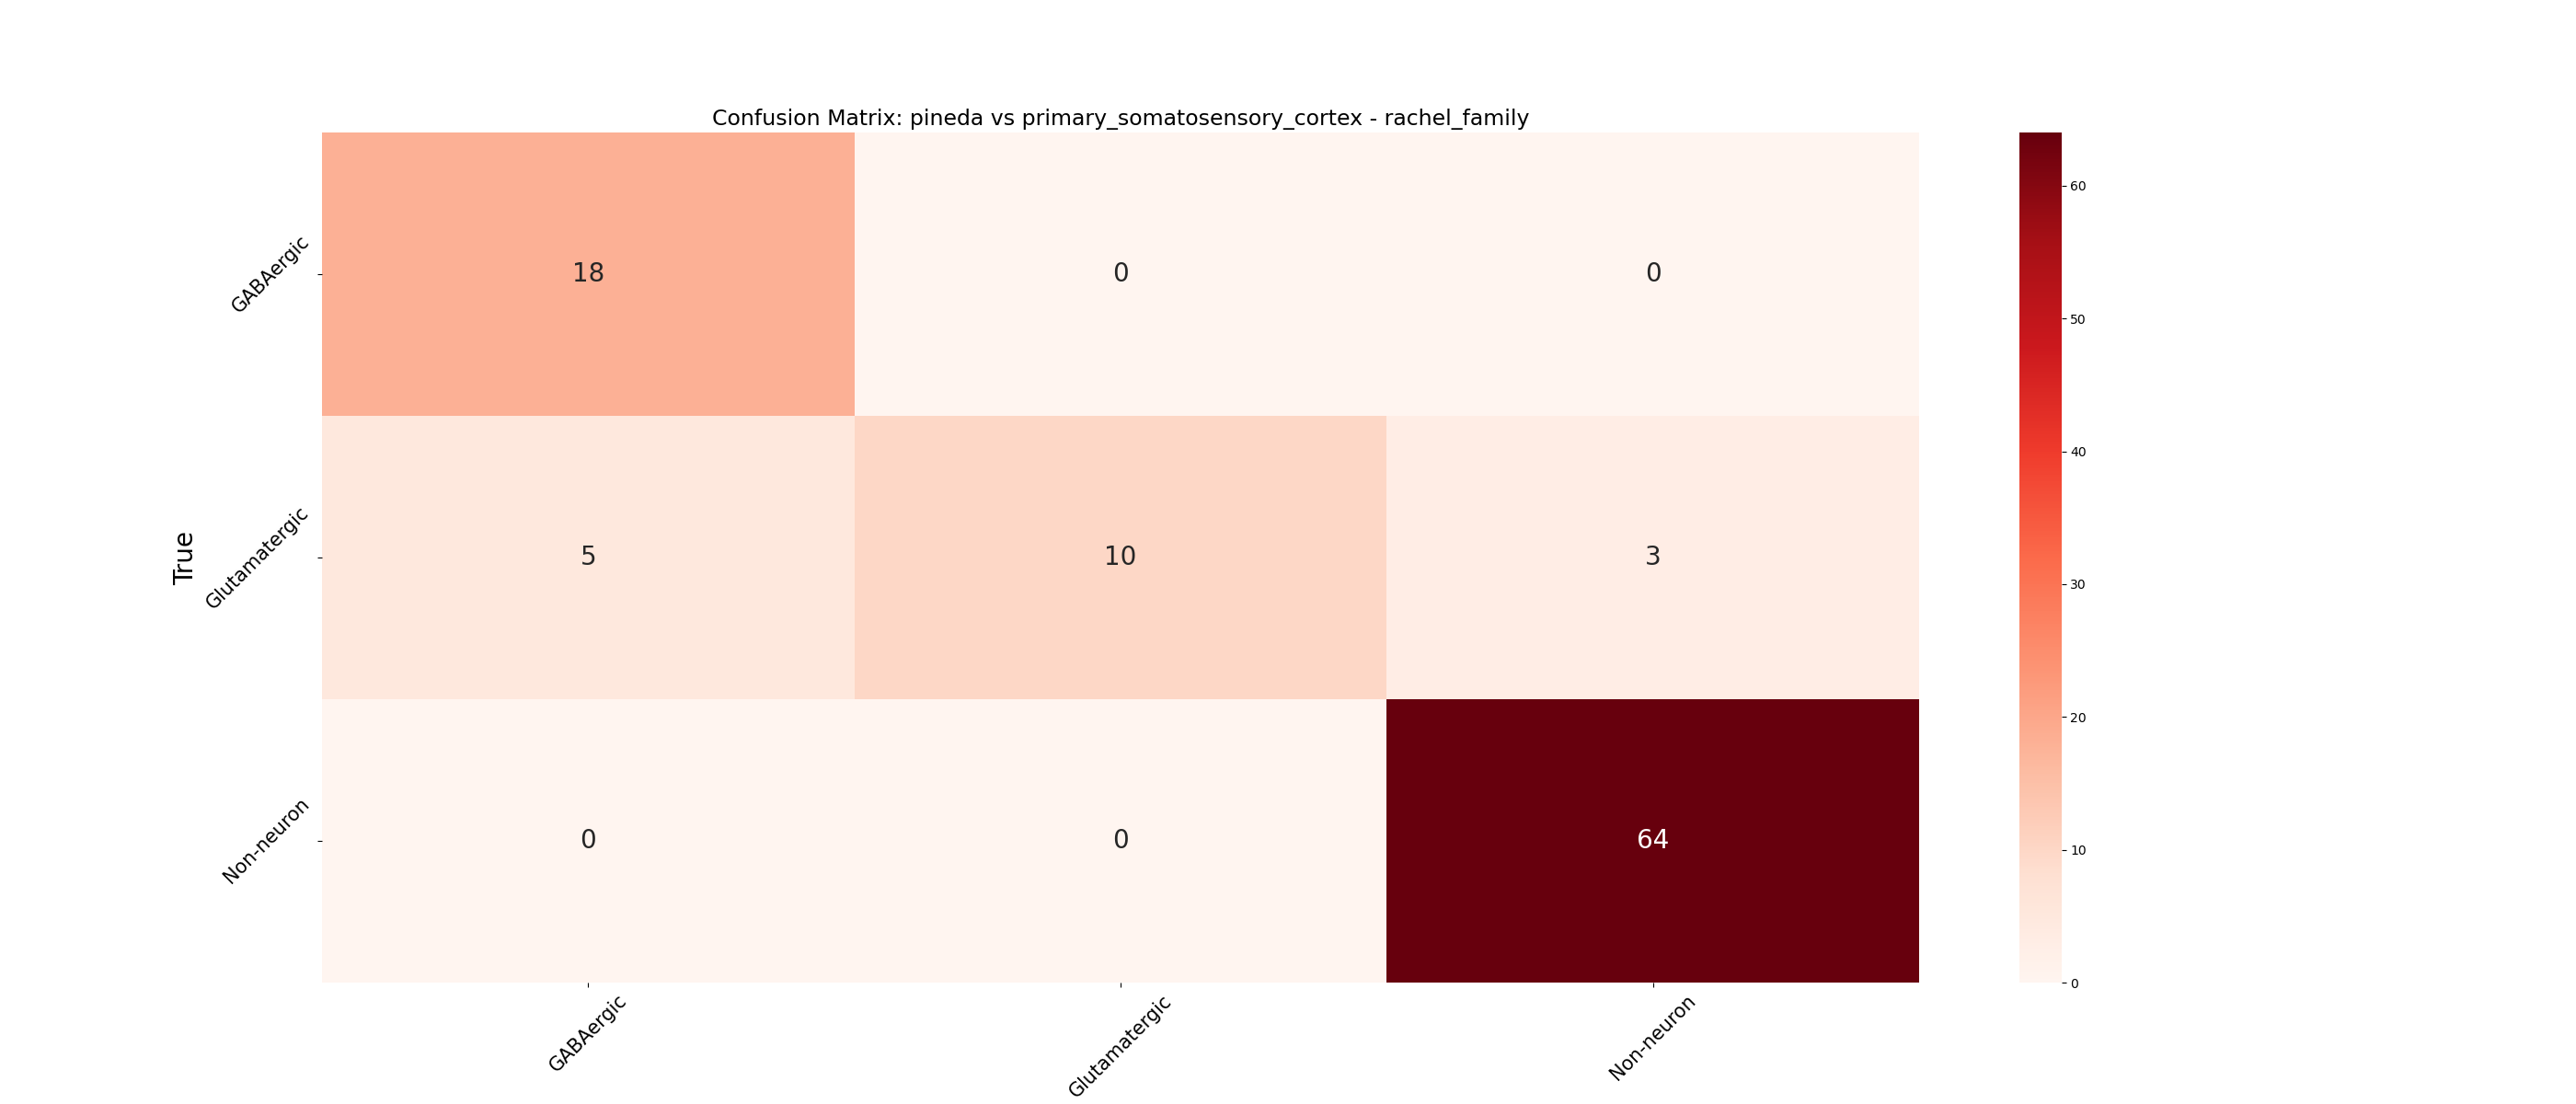 Confusion Matrix: pineda vs primary_somatosensory_cortex - rachel_family
True
GABAergic
18
0
0
Glutamatergic
5
10
3
Non-neuron
0
0
64
GABAergic
Glutamatergic
Non-neuron
60
50
40
30
20
10
0